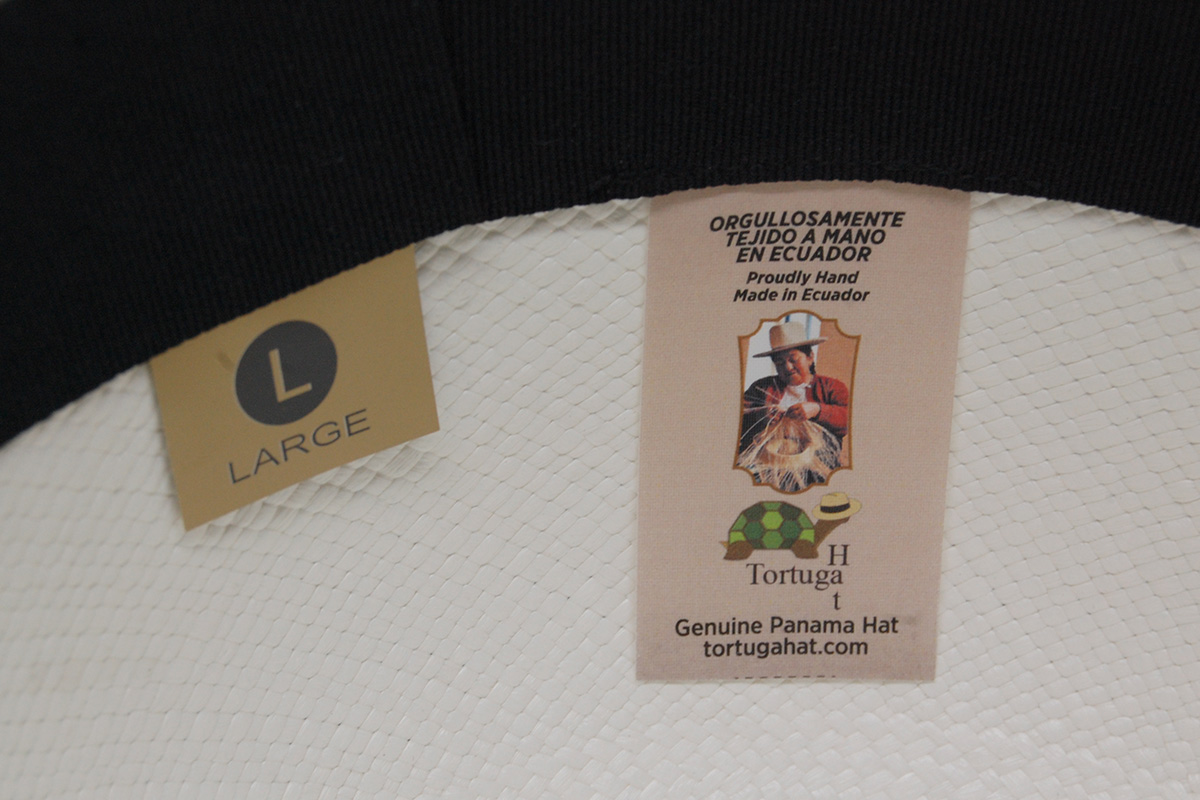 L
LARGE
ORGULLOSAMENTE
TEJIDO A MANO
EN ECUADOR
Proudly Hand
Made in Ecuador
H
Tortuga
t
Genuine Panama Hat
tortugahat.com